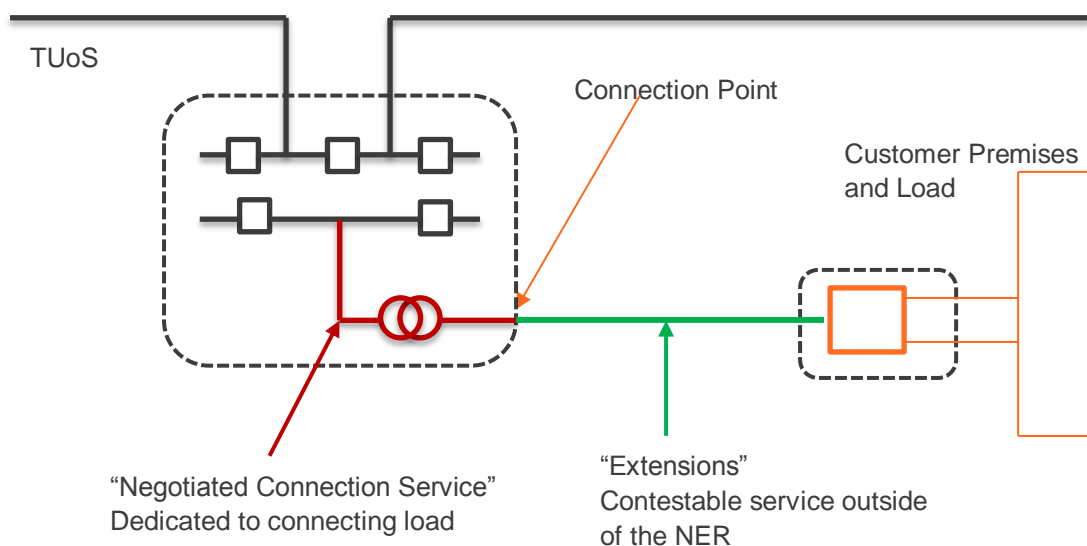 TUoS
Connection Point
Customer Premises
and Load
“Negotiated Connection Service”
Dedicated to connecting load
“Extensions”
Contestable service outside
of the NER